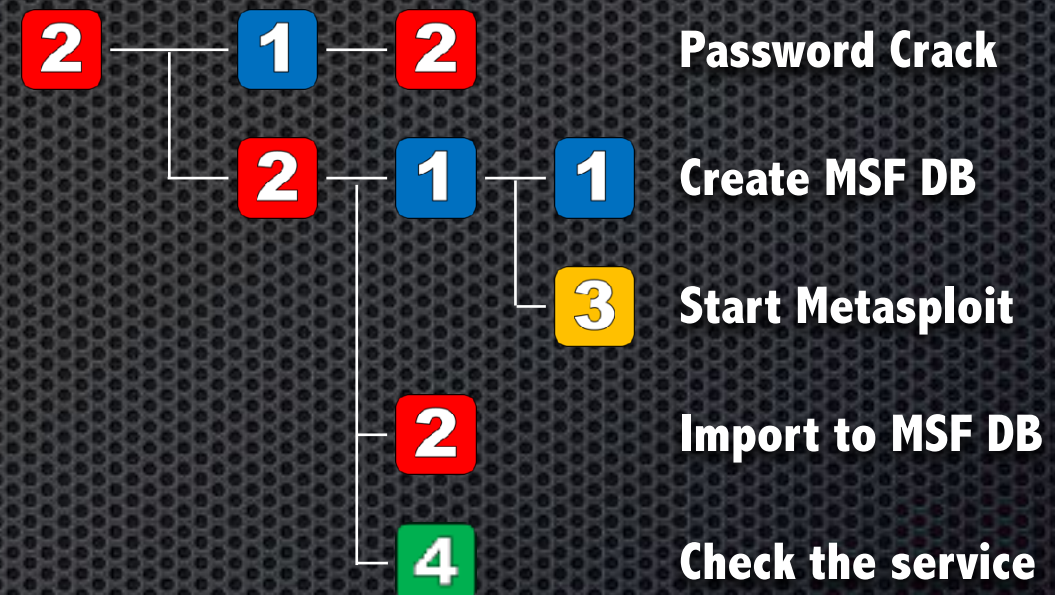 2 1 2 Password Crack
2 1 1 Create MSF DB
3 Start Metasploit
2 Import to MSF DB
4 Check the service